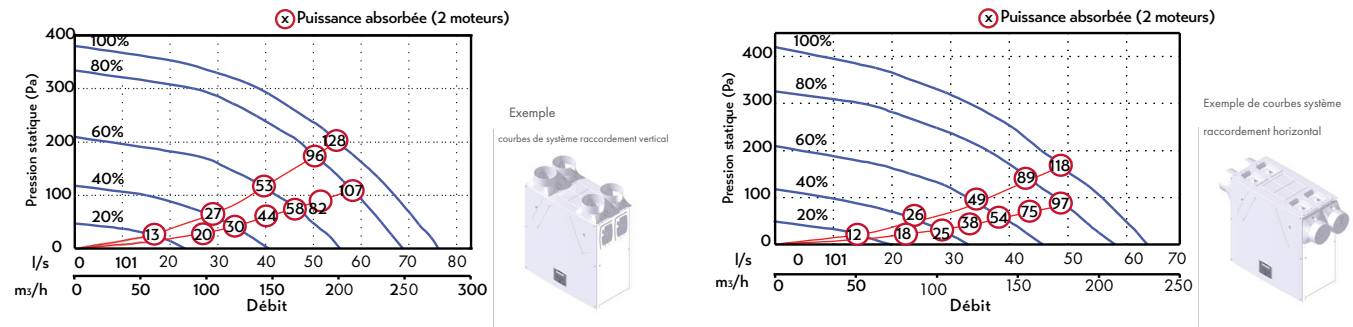 x Puissance absorbée (2 moteurs)
Pression statique (Pa)
400
300
200
100
0
100%
80%
60%
40%
20%
128
96
53
27
13
107
82
58
44
30
20
l/s
0 101 20 30 40 50 60 70 80
m3/h
0 50 100 150 200 250 300
Débit
Exemple
courbes de système raccordement vertical
x Puissance absorbée (2 moteurs)
Pression statique (Pa)
400
300
200
100
0
100%
80%
60%
40%
20%
118
89
49
26
12
97
75
54
38
25
18
l/s
0 101 20 30 40 50 60 70
m3/h
0 50 100 150 200 250
Débit
Exemple de courbes système
raccordement horizontal